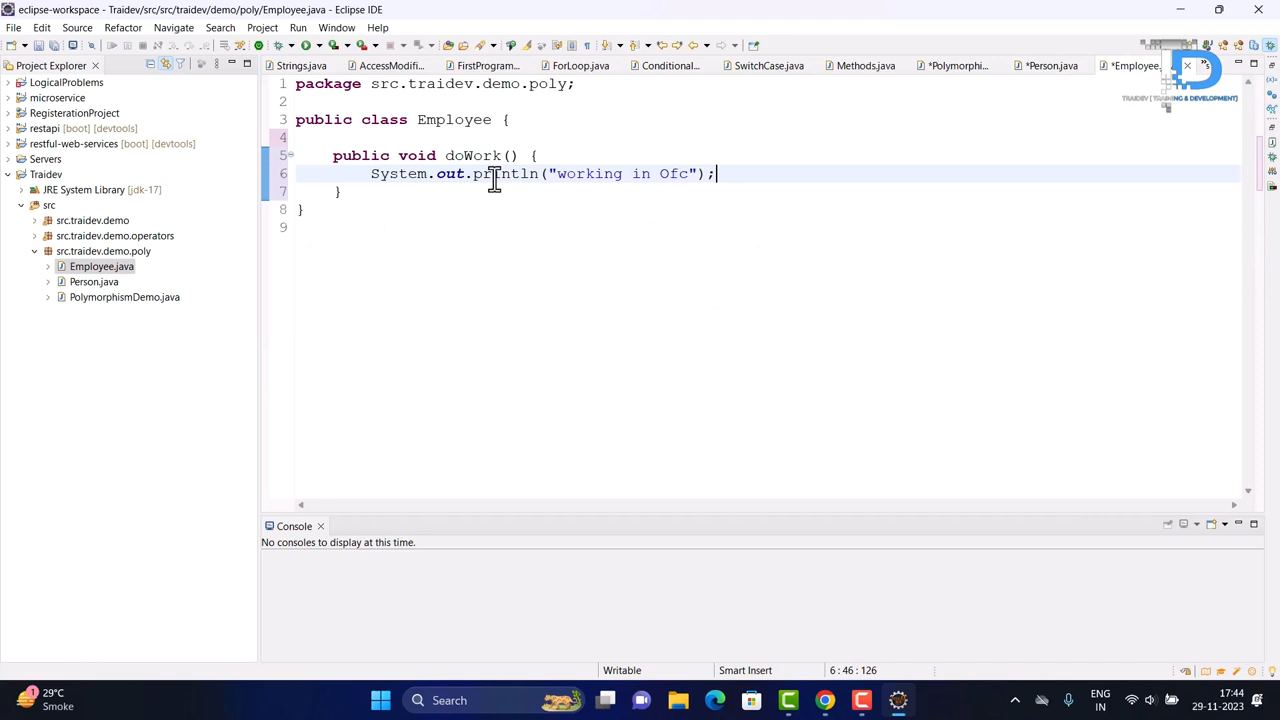 eclipse-workspace - Traidev/src/src/traidev/demo/poly/Employee.java - Eclipse IDE
File Edit Source Refactor Navigate Search Project Run Window Help
Project Explorer
Strings.java AccessModifi... FirstProgram... ForLoop.java Conditional... SwitchCase.java Methods.java *Polymorphi... *Person.java *Employee.
TRAIDEV [ TRAINING & DEVELOPMENT]
LogicalProblems
microservice
RegisterationProject
restapi [boot] [devtools]
restful-web-services [boot] [devtools]
Servers
Traidev
JRE System Library [jdk-17]
src
src.traidev.demo
src.traidev.demo.operators
src.traidev.demo.poly
Employee.java
Person.java
PolymorphismDemo.java
1 package src.traidev.demo.poly;
2
3 public class Employee {
4
5 public void doWork() {
6 System.out.println("working in Ofc");
7 }
8 }
9
Console
No consoles to display at this time.
Writable Smart Insert 6 : 46 : 126
1 29°C
Smoke
Search
ENG
IN
17:44
29-11-2023